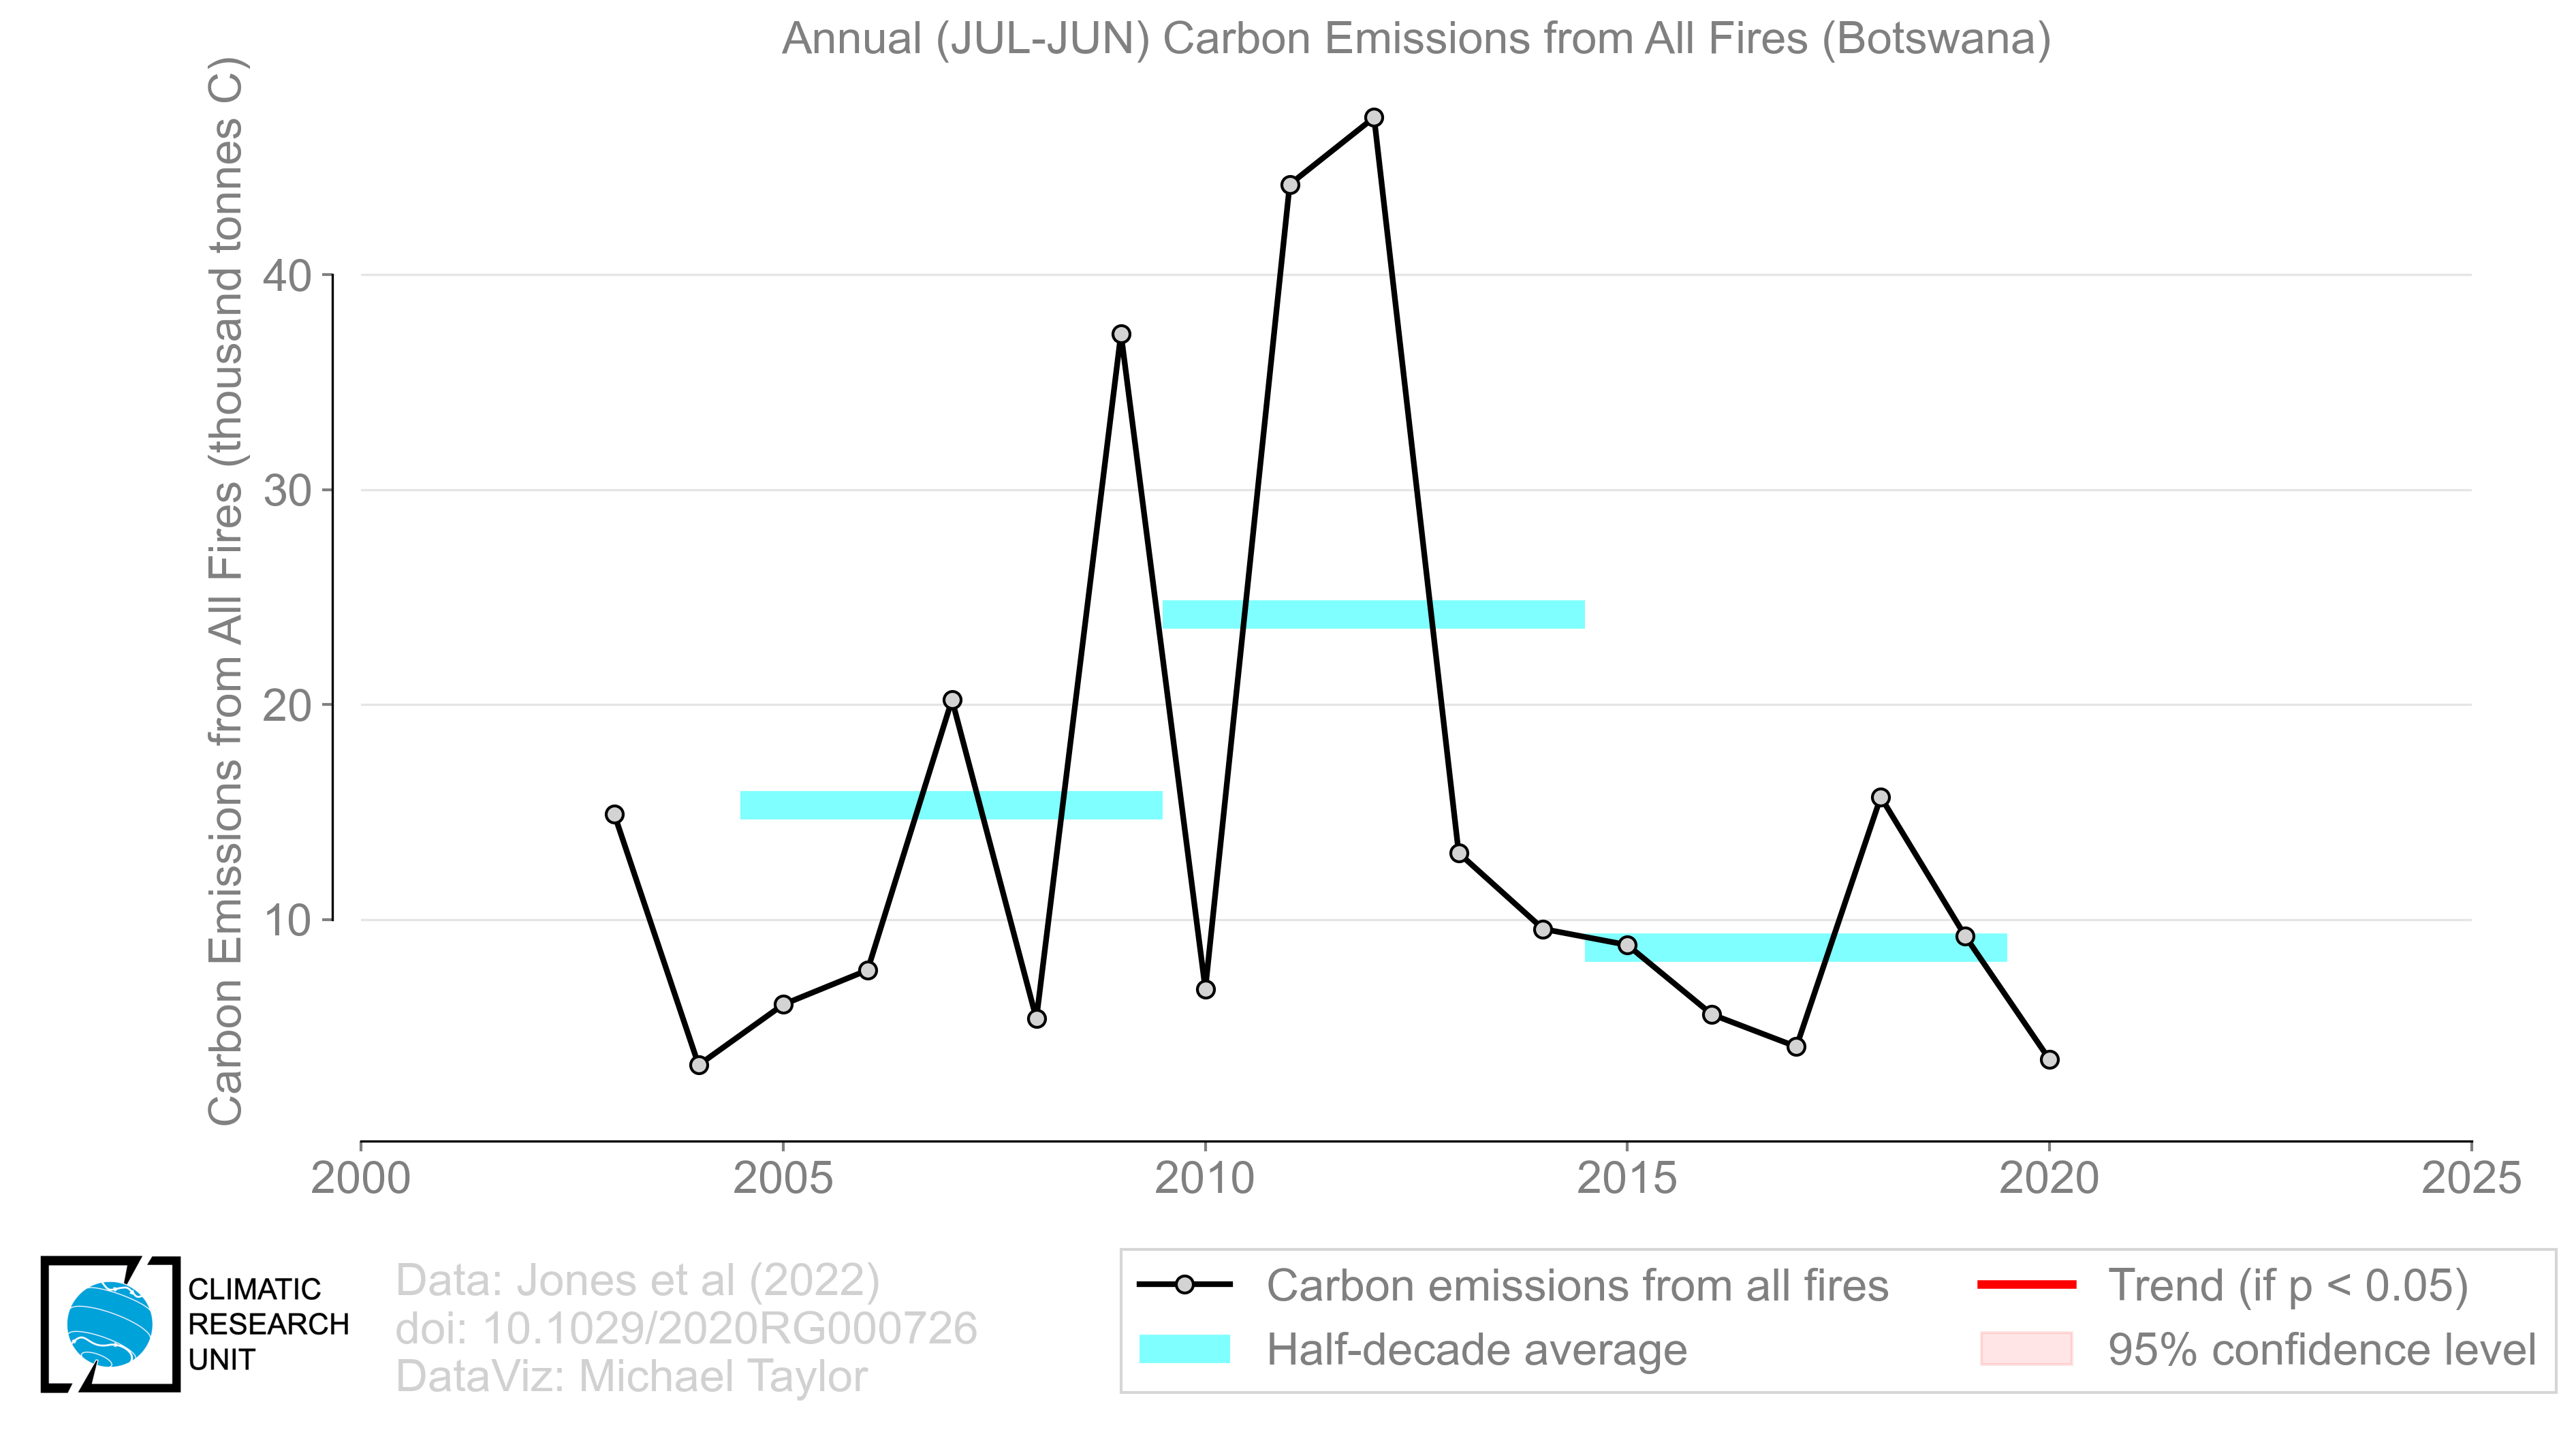 Annual (JUL-JUN) Carbon Emissions from All Fires (Botswana)
Carbon Emissions from All Fires (thousand tonnes C)
40
30
20
10
2000 2005 2010 2015 2020 2025
CLIMATIC
RESEARCH
UNIT
Data: Jones et al (2022)
doi: 10.1029/2020RG000726
DataViz: Michael Taylor
Carbon emissions from all fires
Half-decade average
Trend (if p < 0.05)
95% confidence level